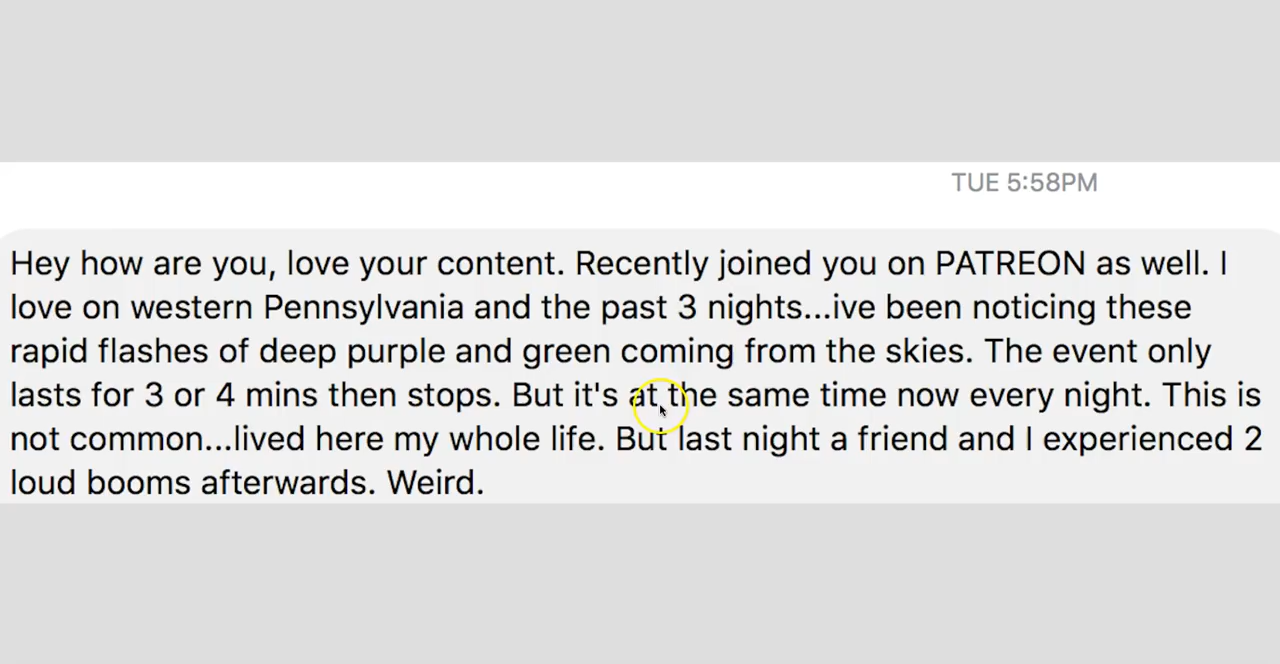 TUE 5:58PM
Hey how are you, love your content. Recently joined you on PATREON as well. I
love on western Pennsylvania and the past 3 nights...ive been noticing these
rapid flashes of deep purple and green coming from the skies. The event only
lasts for 3 or 4 mins then stops. But it's at the same time now every night. This is
not common...lived here my whole life. But last night a friend and I experienced 2
loud booms afterwards. Weird.